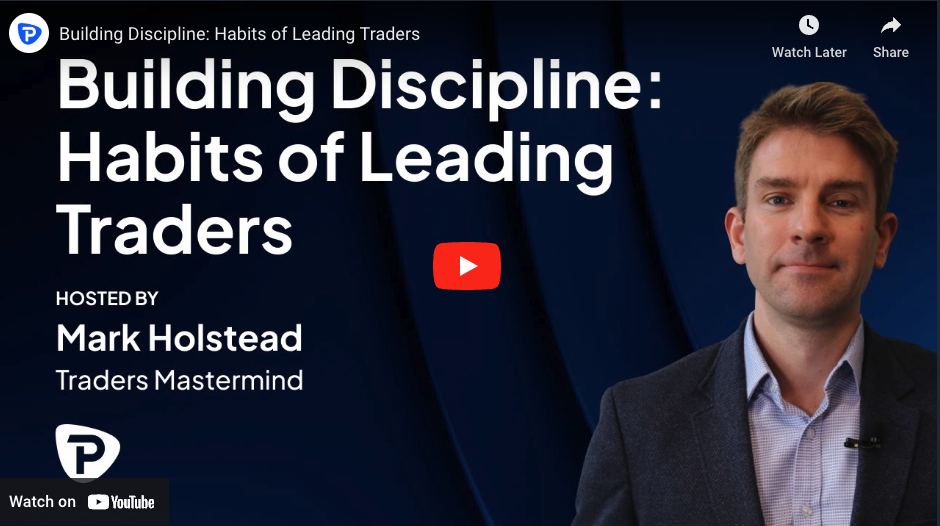 Building Discipline: Habits of Leading Traders
Watch Later
Share
Building Discipline:
Habits of Leading
Traders
HOSTED BY
Mark Holstead
Traders Mastermind
P
Watch on YouTube